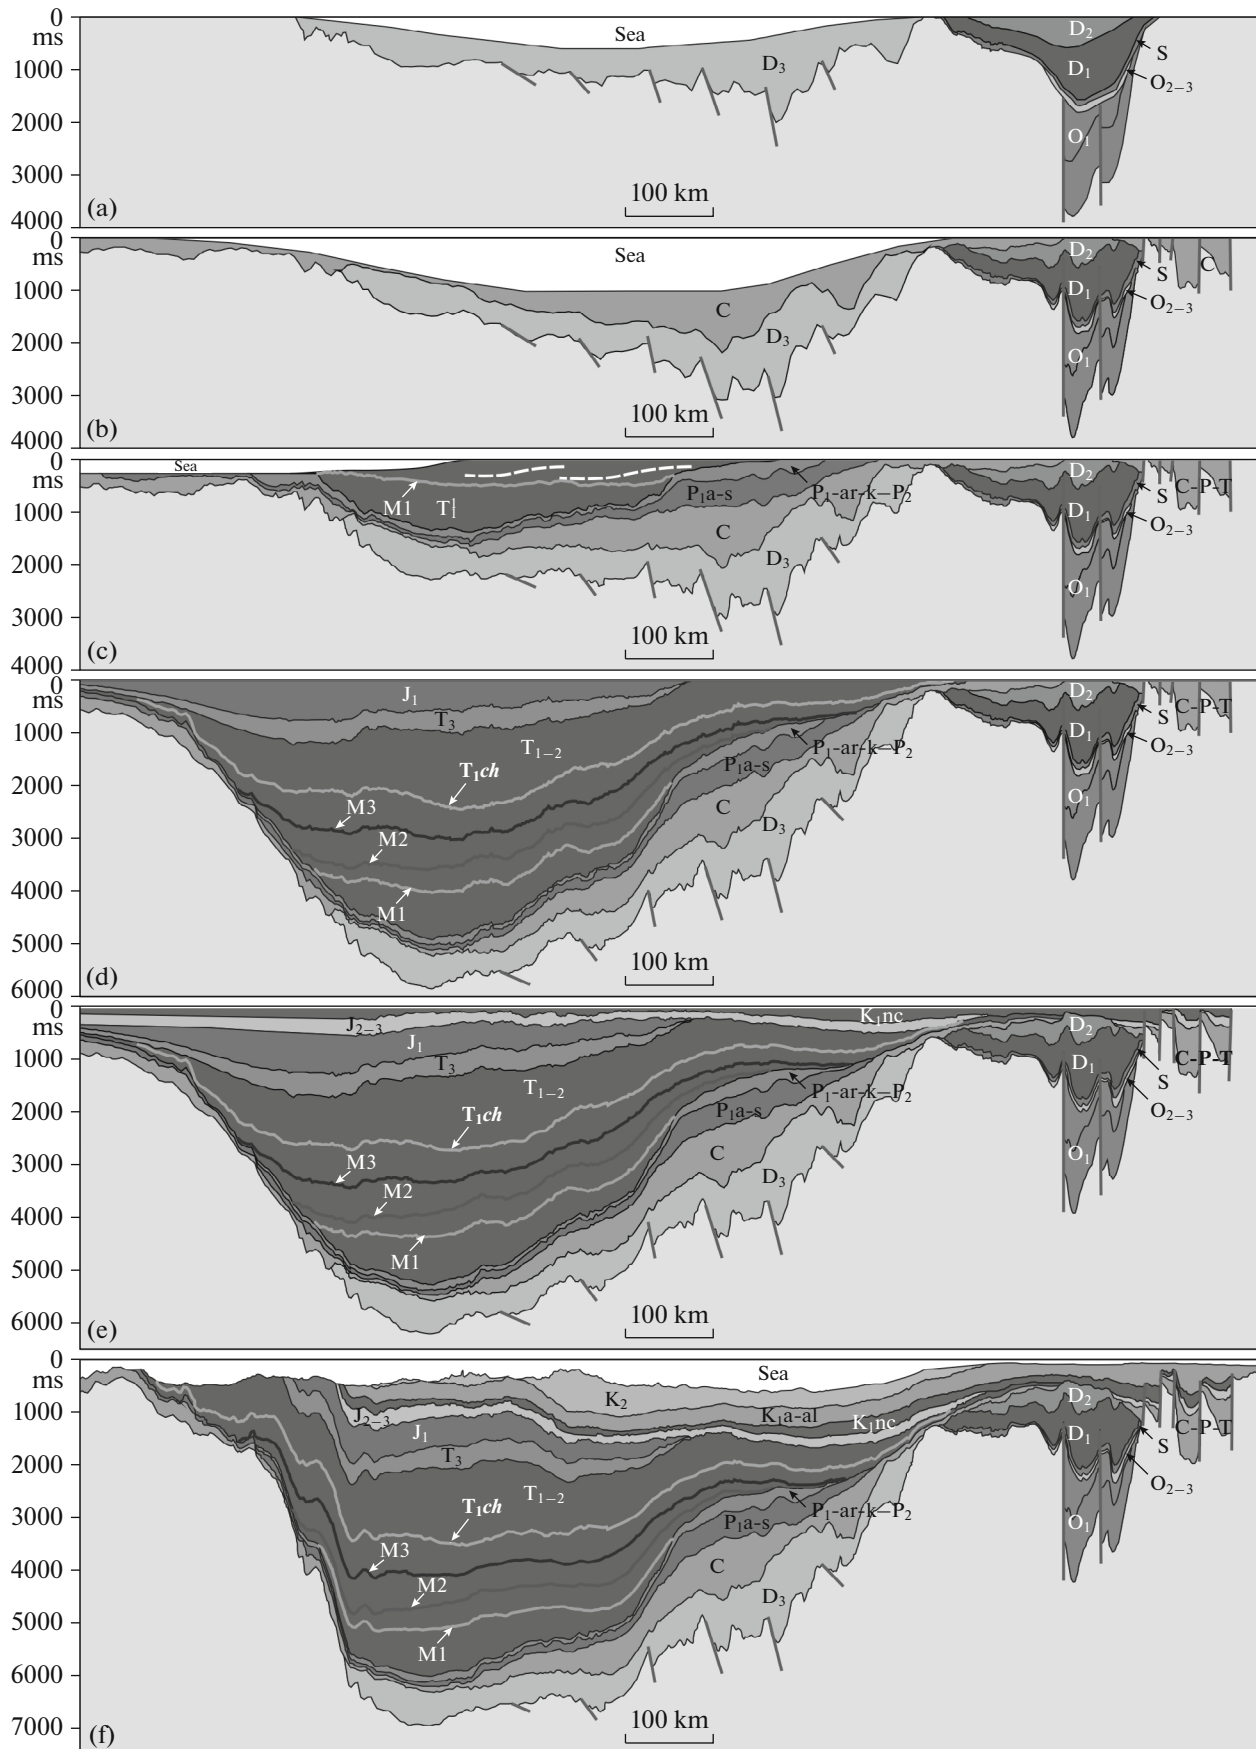 0
ms
1000
2000
3000
4000
Sea
D₃
D₂
D₁
S
O₂₋₃
O₁
100 km
(a)
0
ms
1000
2000
3000
4000
Sea
C
D₃
D₂
D₁
S
O₂₋₃
O₁
C
100 km
(b)
0
ms
1000
2000
3000
4000
Sea
M1
P₁a-s
P₁-ar-k–P₂
C
D₃
D₂
D₁
S
O₂₋₃
O₁
C-P-T
100 km
(c)
0
ms
1000
2000
3000
4000
5000
6000
J₁
T₃
T₁₋₂
T₁ch
M3
M2
M1
P₁-ar-k–P₂
P₁a-s
C
D₃
D₂
D₁
S
O₂₋₃
O₁
C-P-T
100 km
(d)
0
ms
1000
2000
3000
4000
5000
6000
J₂₋₃
K₁nc
J₁
T₃
T₁₋₂
T₁ch
M3
M2
M1
P₁-ar-k–P₂
P₁a-s
C
D₃
D₂
D₁
S
O₂₋₃
O₁
C-P-T
100 km
(e)
0
ms
1000
2000
3000
4000
5000
6000
7000
Sea
K₂
K₁a-al
K₁nc
J₂₋₃
J₁
T₃
T₁₋₂
T₁ch
M3
M2
M1
P₁-ar-k–P₂
P₁a-s
C
D₃
D₂
D₁
S
O₂₋₃
O₁
C-P-T
100 km
(f)